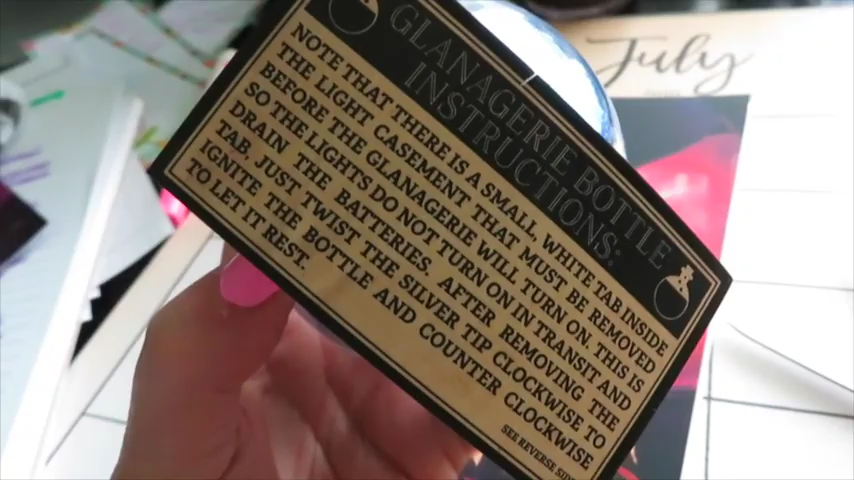 July
GLANAGERIE BOTTLE
INSTRUCTIONS:
NOTE THAT THERE IS A SMALL, WHITE TAB INSIDE
THE LIGHT CASEMENT THAT MUST BE REMOVED
BEFORE THE GLANAGERIE WILL TURN ON. THIS IS
SO THE LIGHTS DO NOT TURN ON IN TRANSIT AND
DRAIN THE BATTERIES. AFTER REMOVING THE
TAB, JUST TWIST THE SILVER TIP CLOCKWISE TO
IGNITE THE BOTTLE AND COUNTER CLOCKWISE
TO LET IT REST.
SEE REVERSE SIDE